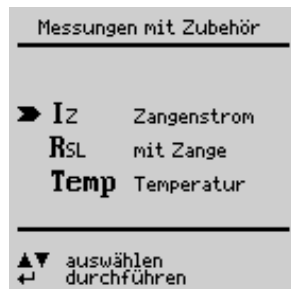 Messungen mit Zubehör
IZ Zangenstrom
RSL mit Zange
Temp Temperatur
▲▼ auswählen
↵ durchführen